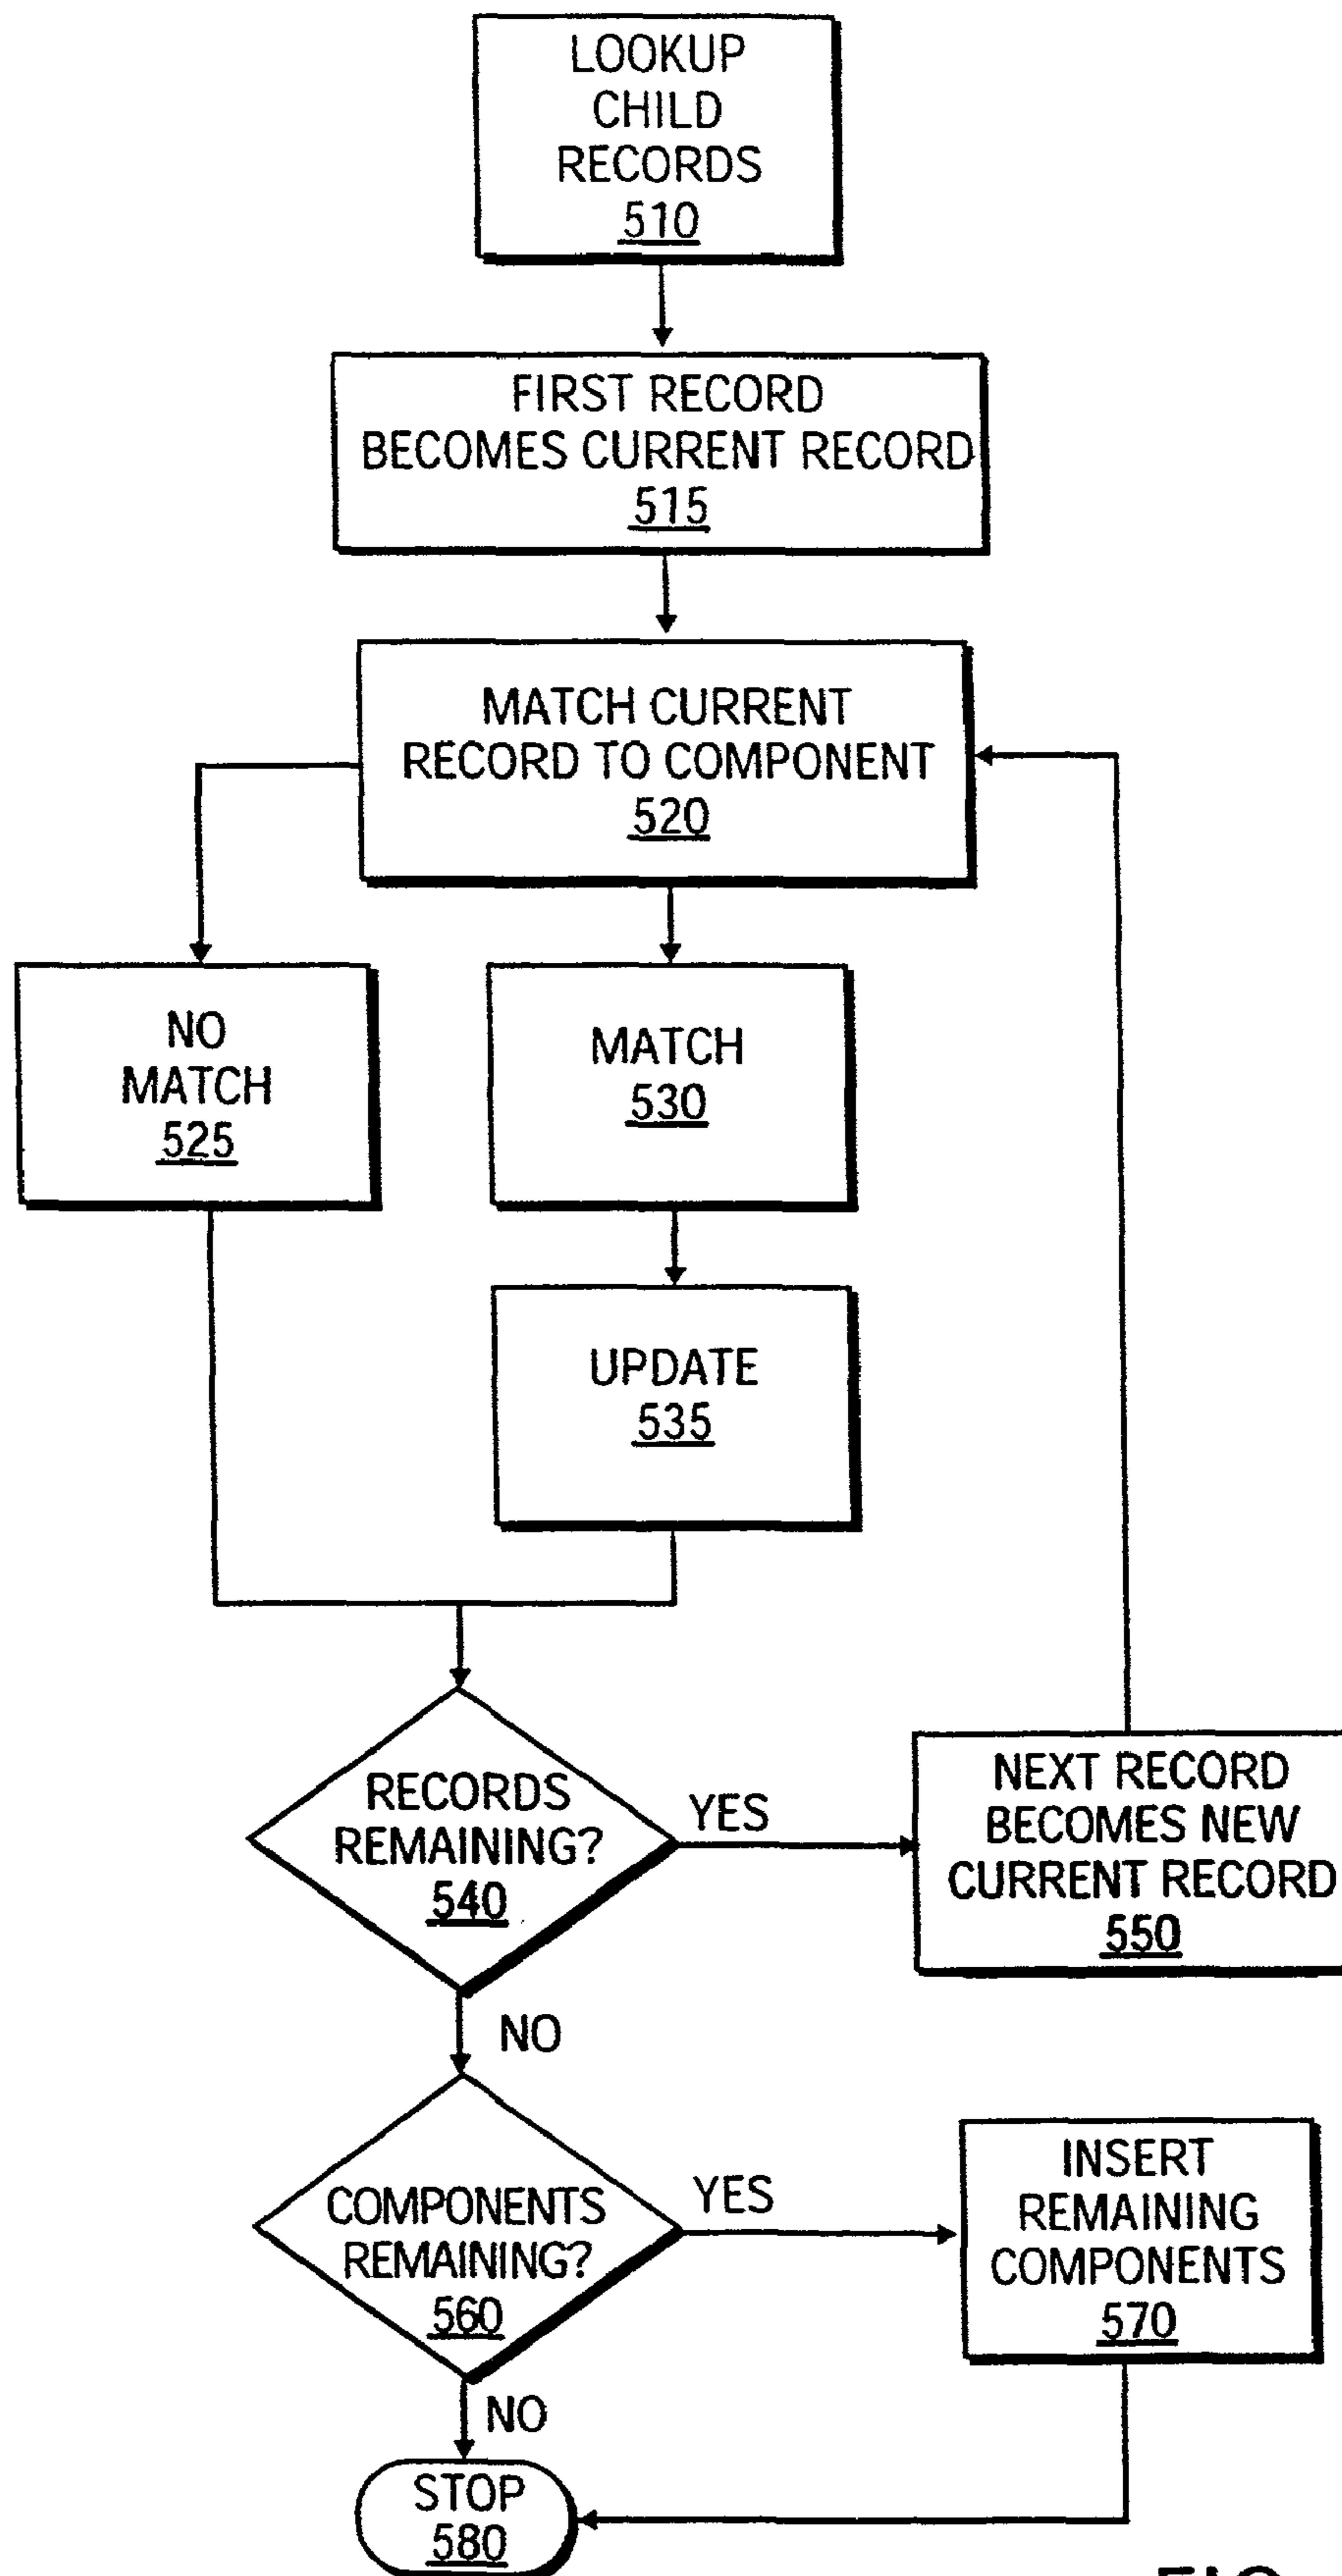 LOOKUP
CHILD
RECORDS
510
FIRST RECORD
BECOMES CURRENT RECORD
515
MATCH CURRENT
RECORD TO COMPONENT
520
NO
MATCH
525
MATCH
530
UPDATE
535
RECORDS
REMAINING?
540
YES
NEXT RECORD
BECOMES NEW
CURRENT RECORD
550
NO
COMPONENTS
REMAINING?
560
YES
INSERT
REMAINING
COMPONENTS
570
NO
STOP
580